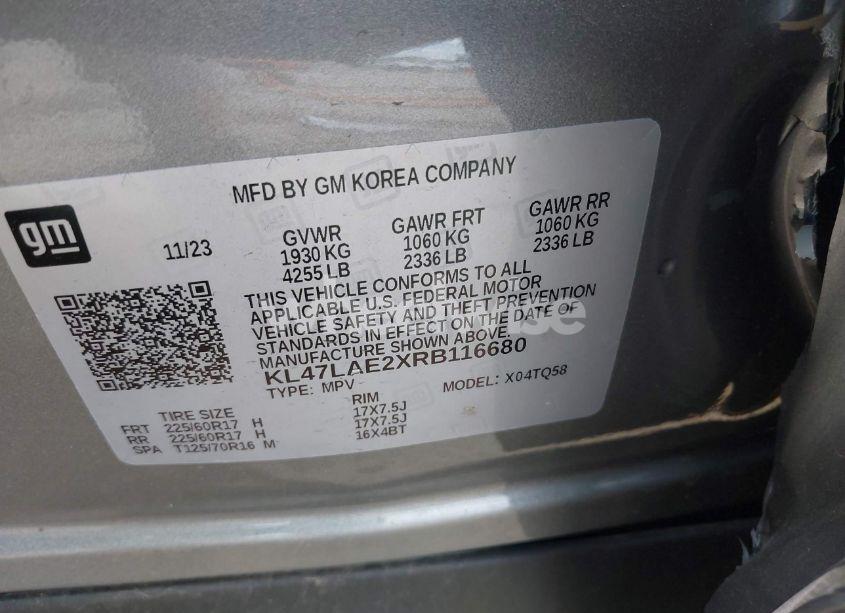 MFD BY GM KOREA COMPANY
gm
11/23
GVWR GAWR FRT GAWR RR
1930 KG 1060 KG 1060 KG
4255 LB 2336 LB 2336 LB
THIS VEHICLE CONFORMS TO ALL
APPLICABLE U.S. FEDERAL MOTOR
VEHICLE SAFETY AND THEFT PREVENTION
STANDARDS IN EFFECT ON THE DATE OF
MANUFACTURE SHOWN ABOVE.
KL47LAE2XRB116680
TYPE: MPV MODEL: X04TQ58
TIRE SIZE RIM
FRT 225/60R17 H 17X7.5J
RR 225/60R17 H 17X7.5J
SPA T125/70R16 M 16X4BT